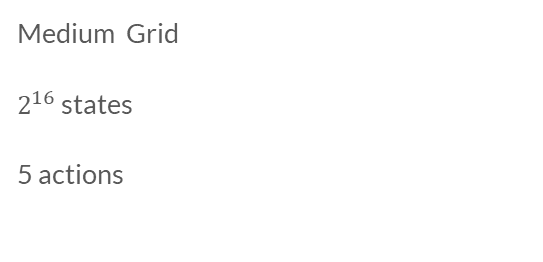 Medium Grid
2¹⁶ states
5 actions